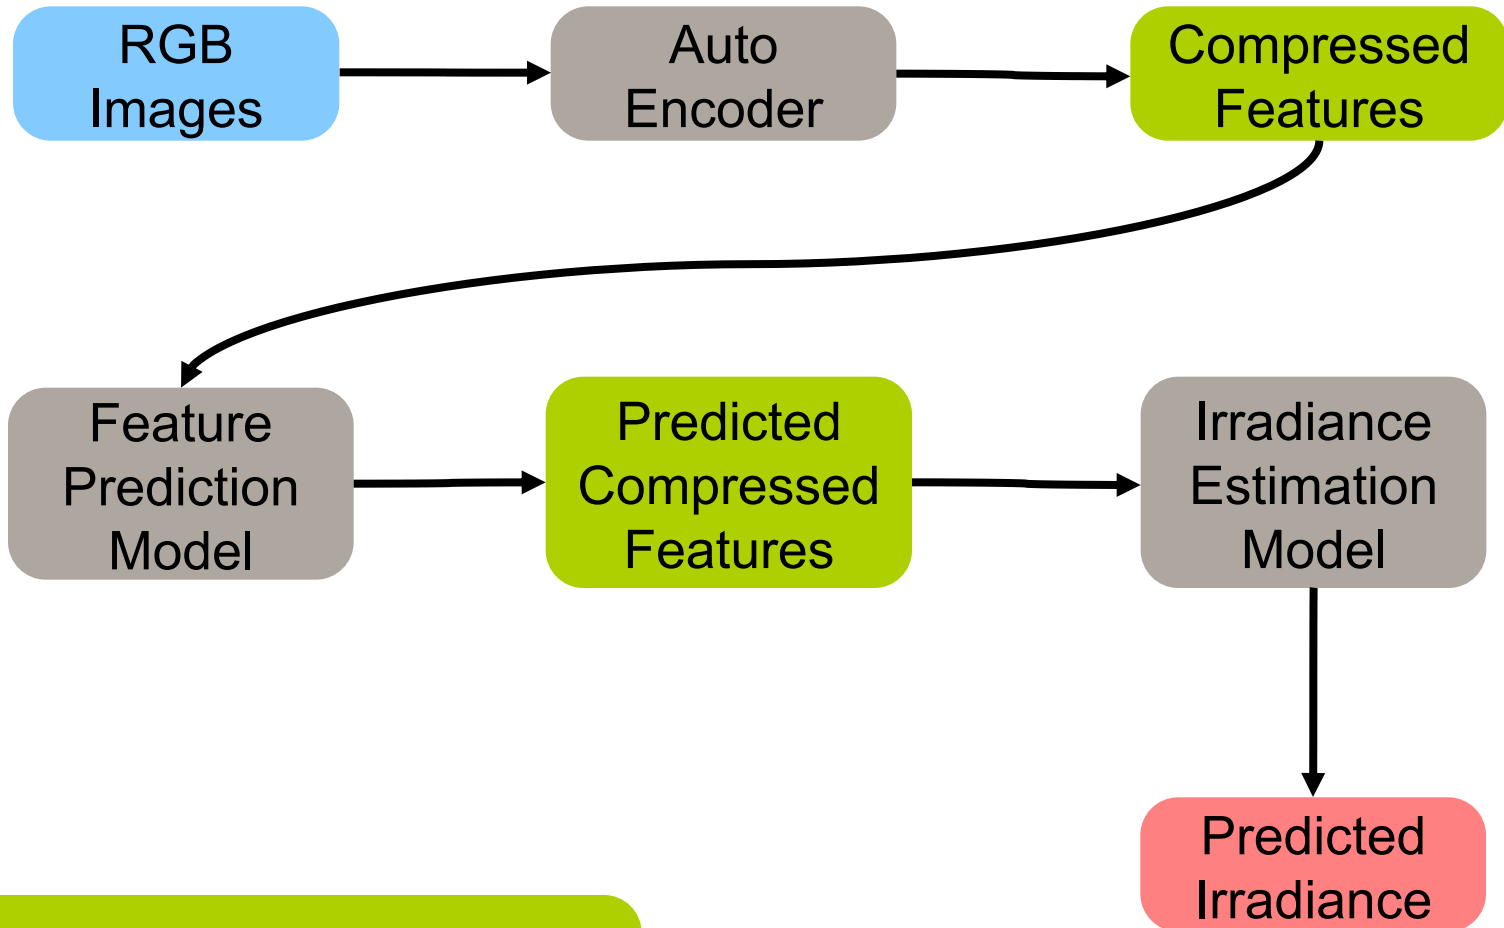 RGB
Images
Auto
Encoder
Compressed
Features
Feature
Prediction
Model
Predicted
Compressed
Features
Irradiance
Estimation
Model
Predicted
Irradiance